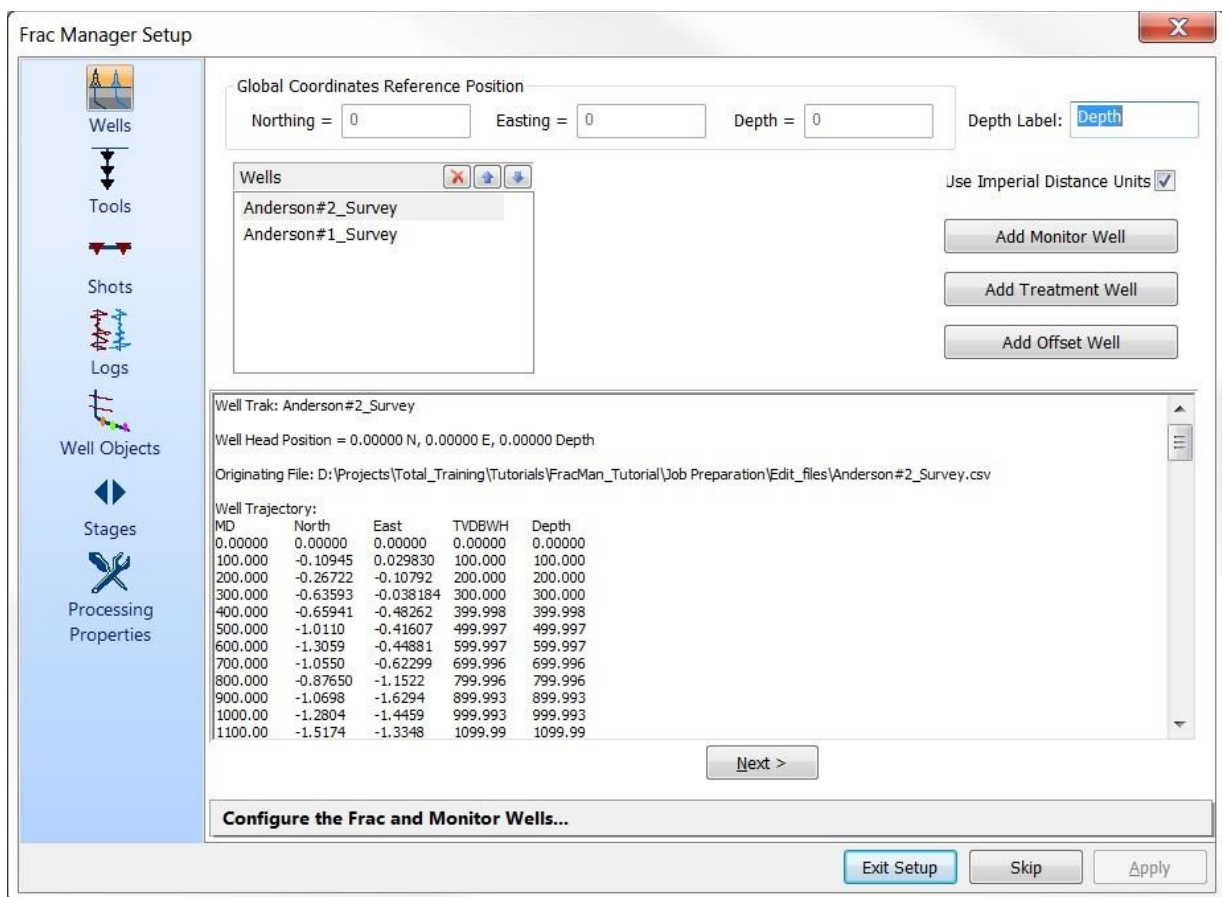 Frac Manager Setup
Wells
Tools
Shots
Logs
Well Objects
Stages
Processing
Properties
Global Coordinates Reference Position
Northing = 0 Easting = 0 Depth = 0 Depth Label: Depth
Wells
Anderson#2_Survey
Anderson#1_Survey
Use Imperial Distance Units
Add Monitor Well
Add Treatment Well
Add Offset Well
Well Trak: Anderson#2_Survey
Well Head Position = 0.00000 N, 0.00000 E, 0.00000 Depth
Originating File: D:\Projects\Total_Training\Tutorials\FracMan_Tutorial\Job Preparation\Edit_files\Anderson#2_Survey.csv
Well Trajectory:
MD North East TVDBWH Depth
0.00000 0.00000 0.00000 0.00000 0.00000
100.000 -0.10945 0.029830 100.000 100.000
200.000 -0.26722 -0.10792 200.000 200.000
300.000 -0.63593 -0.038184 300.000 300.000
400.000 -0.65941 -0.48262 399.998 399.998
500.000 -1.0110 -0.41607 499.997 499.997
600.000 -1.3059 -0.44881 599.997 599.997
700.000 -1.0550 -0.62299 699.996 699.996
800.000 -0.87650 -1.1522 799.996 799.996
900.000 -1.0698 -1.6294 899.993 899.993
1000.00 -1.2804 -1.4459 999.993 999.993
1100.00 -1.5174 -1.3348 1099.99 1099.99
Next >
Configure the Frac and Monitor Wells...
Exit Setup Skip Apply